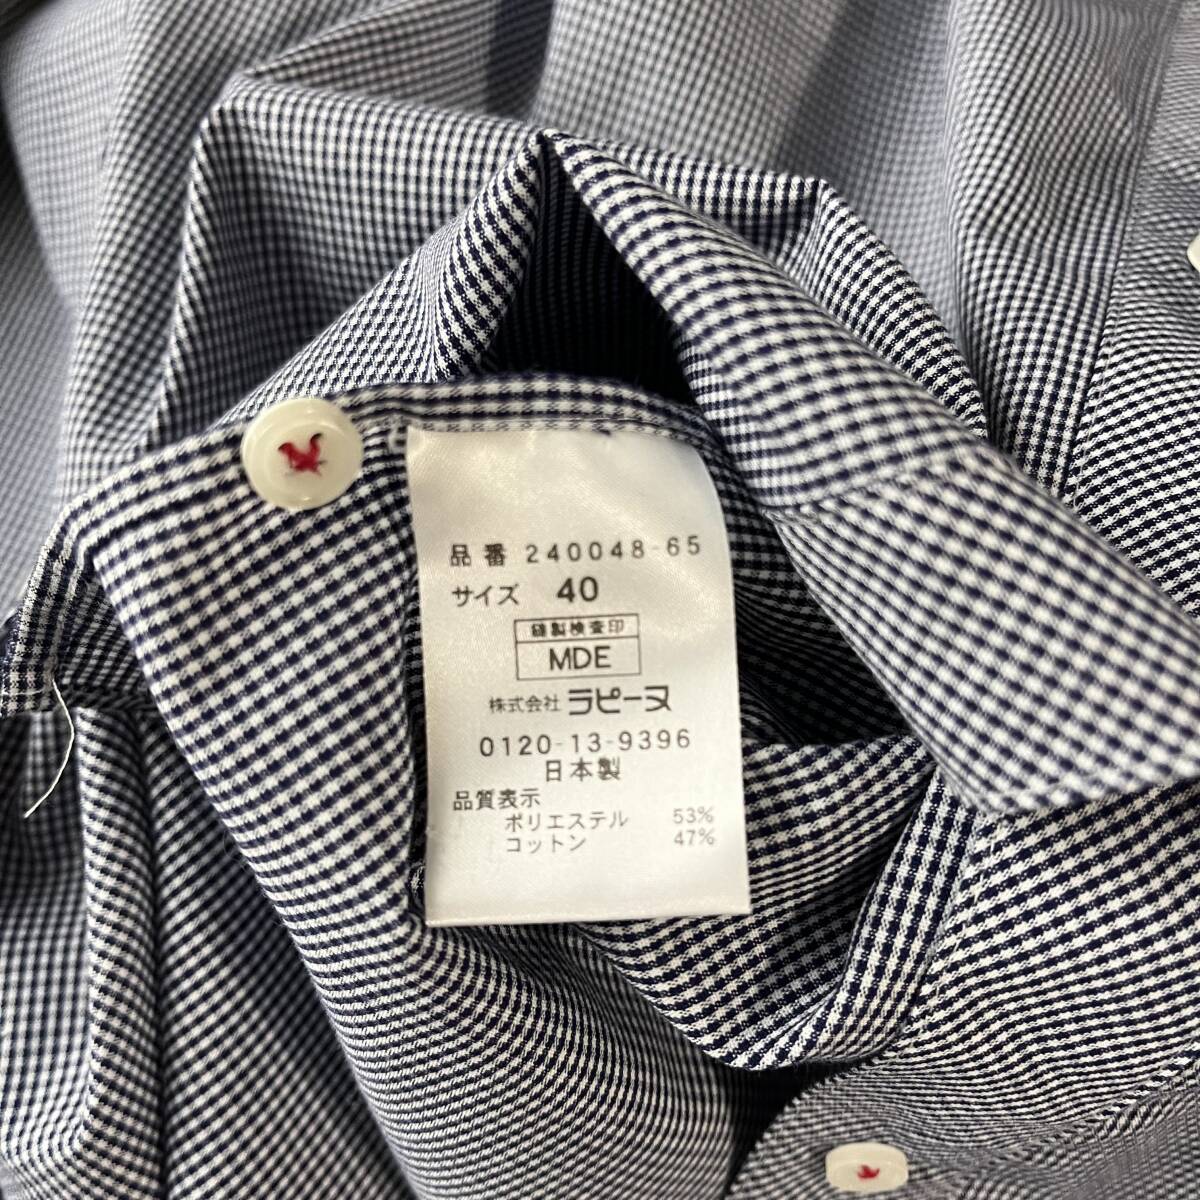 品番 240048-65
サイズ 40
縫製検査印
MDE
株式会社 ラピーヌ
0120-13-9396
日本製
品質表示
ポリエステル 53%
コットン 47%